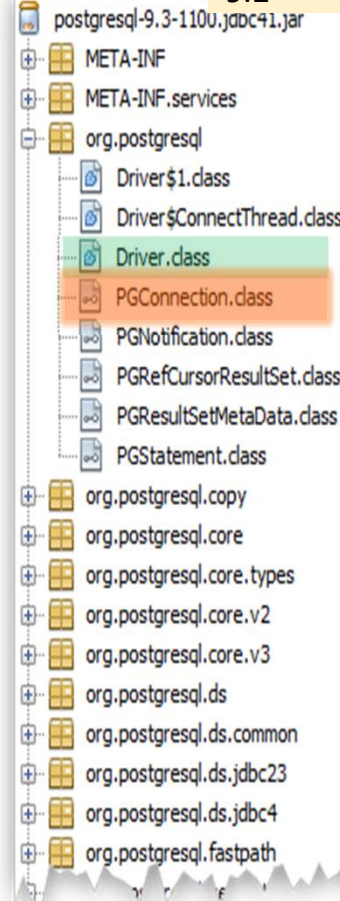 postgresql-9.3-1100.jdbc41.jar
META-INF
META-INF.services
org.postgresql
Driver$1.class
Driver$ConnectThread.class
Driver.class
PGConnection.class
PGNotification.class
PGRefCursorResultSet.class
PGResultSetMetaData.class
PGStatement.class
org.postgresql.copy
org.postgresql.core
org.postgresql.core.types
org.postgresql.core.v2
org.postgresql.core.v3
org.postgresql.ds
org.postgresql.ds.common
org.postgresql.ds.jdbc23
org.postgresql.ds.jdbc4
org.postgresql.fastpath